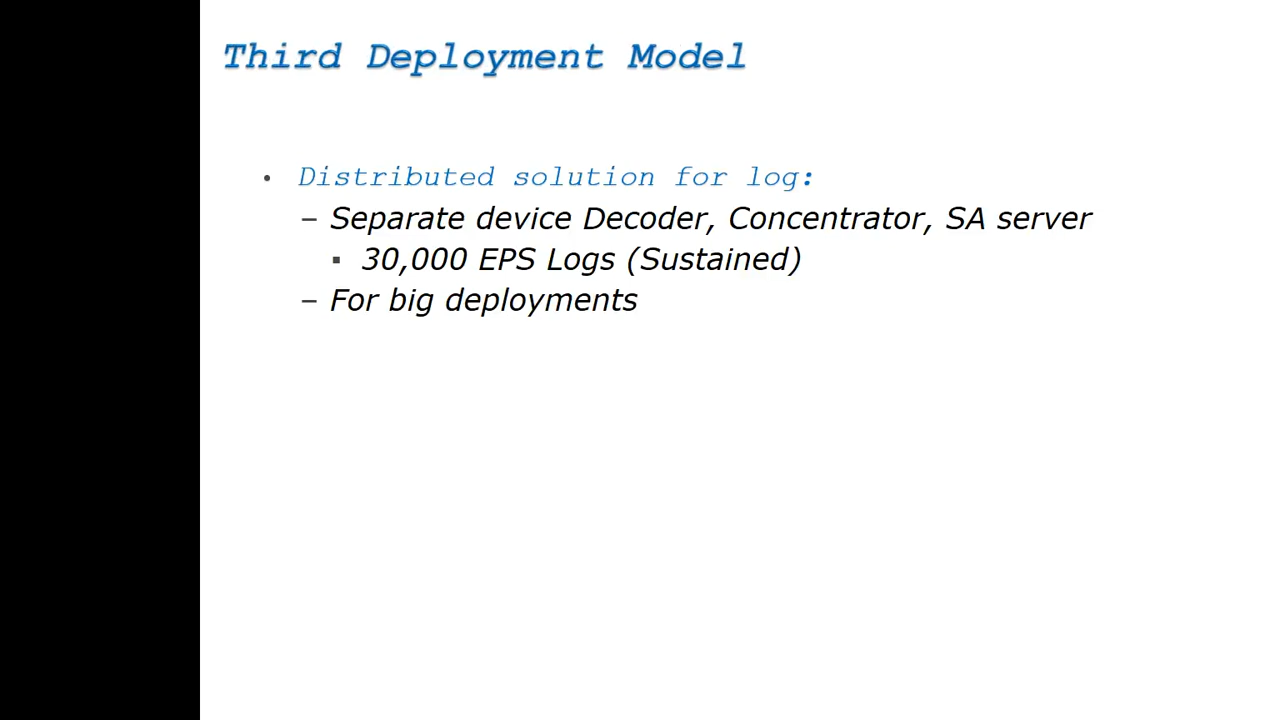 Third Deployment Model
• Distributed solution for log:
– Separate device Decoder, Concentrator, SA server
▪ 30,000 EPS Logs (Sustained)
– For big deployments